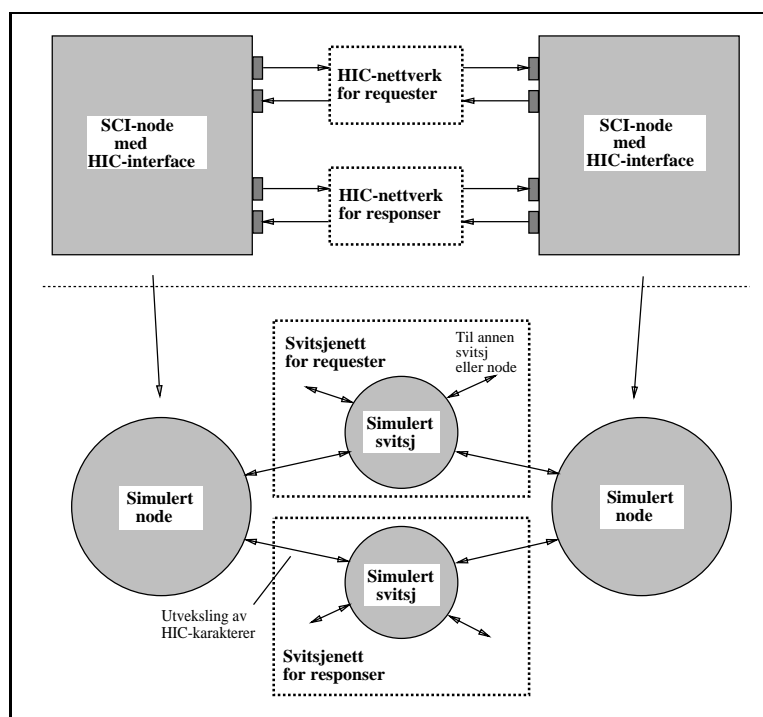 SCI-node
med
HIC-interface
HIC-nettverk
for requester
HIC-nettverk
for responser
SCI-node
med
HIC-interface
Svitsjenett
for requester
Til annen
svitsj
eller node
Simulert
svitsj
Simulert
node
Simulert
node
Simulert
svitsj
Utveksling av
HIC-karakterer
Svitsjenett
for responser